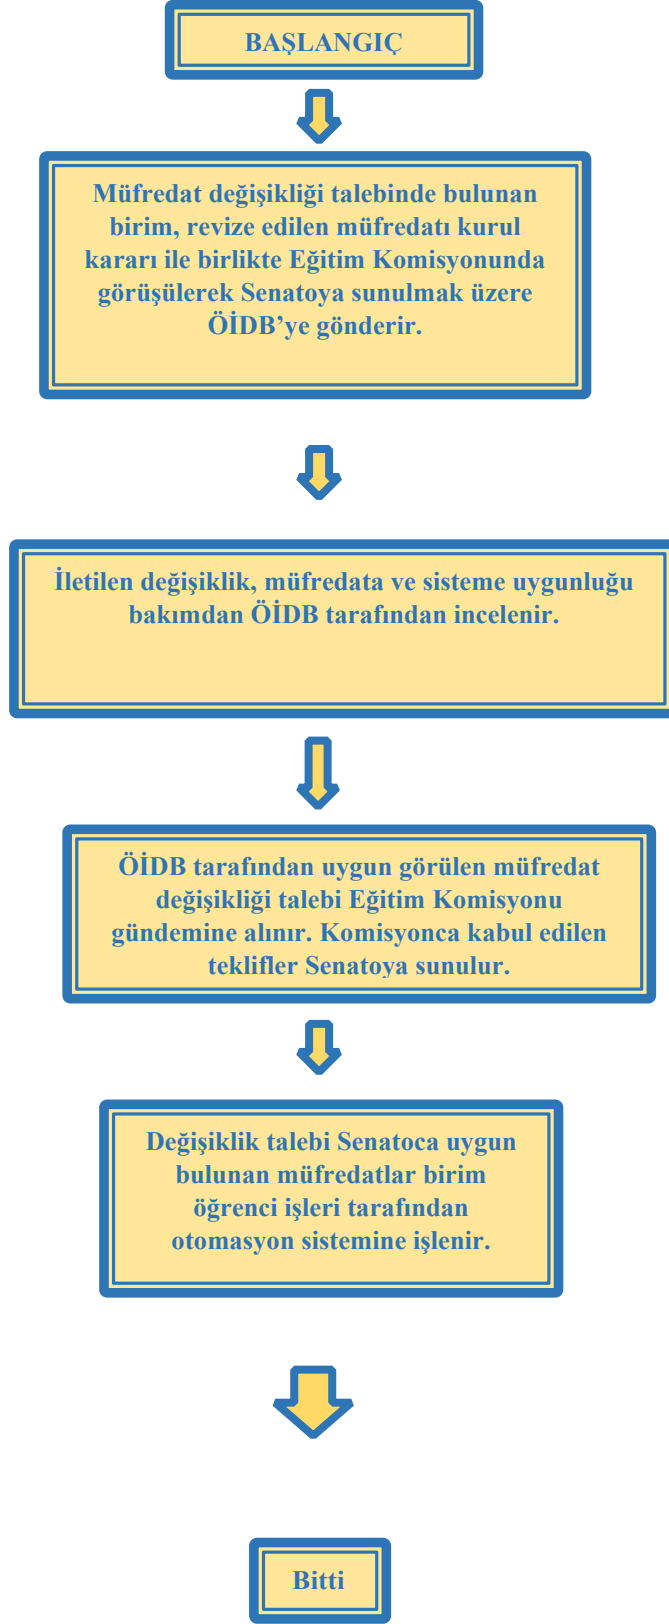 BAŞLANGIÇ
Müfredat değişikliği talebinde bulunan
birim, revize edilen müfredatı kurul
kararı ile birlikte Eğitim Komisyonunda
görüşülerek Senatoya sunulmak üzere
ÖİDB’ye gönderir.
İletilen değişiklik, müfredata ve sisteme uygunluğu
bakımdan ÖİDB tarafından incelenir.
ÖİDB tarafından uygun görülen müfredat
değişikliği talebi Eğitim Komisyonu
gündemine alınır. Komisyonca kabul edilen
teklifler Senatoya sunulur.
Değişiklik talebi Senatoca uygun
bulunan müfredatlar birim
öğrenci işleri tarafından
otomasyon sistemine işlenir.
Bitti